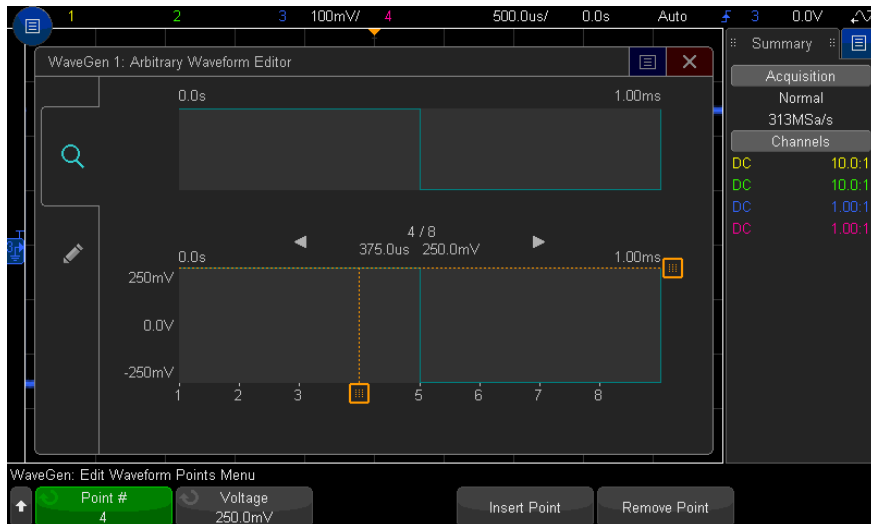 1 2 3 100mV/ 4 500.0us/ 0.0s Auto 3 0.0V
Summary
WaveGen 1: Arbitrary Waveform Editor
Acquisition
Normal
313MSa/s
Channels
DC 10.0:1
DC 10.0:1
DC 1.00:1
DC 1.00:1
0.0s 1.00ms
4 / 8
375.0us 250.0mV
0.0s 1.00ms
250mV
0.0V
-250mV
1 2 3 5 6 7 8
WaveGen: Edit Waveform Points Menu
Point # Voltage Insert Point Remove Point
4 250.0mV